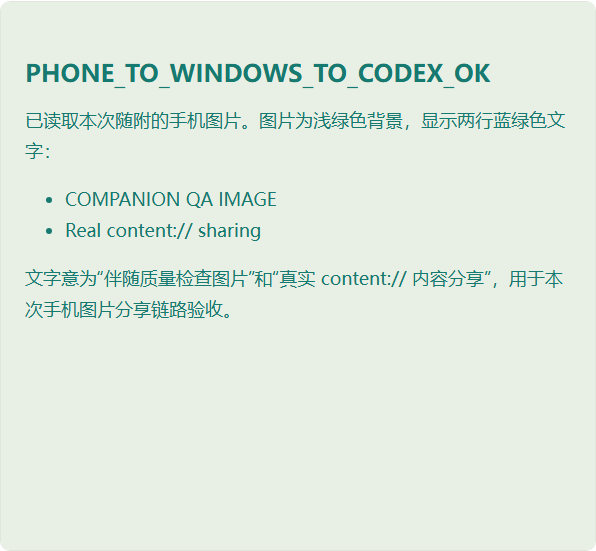 PHONE_TO_WINDOWS_TO_CODEX_OK
已读取本次随附的手机图片。图片为浅绿色背景，显示两行蓝绿色文
字：
• COMPANION QA IMAGE
• Real content:// sharing
文字意为“伴随质量检查图片”和“真实 content:// 内容分享”，用于本
次手机图片分享链路验收。